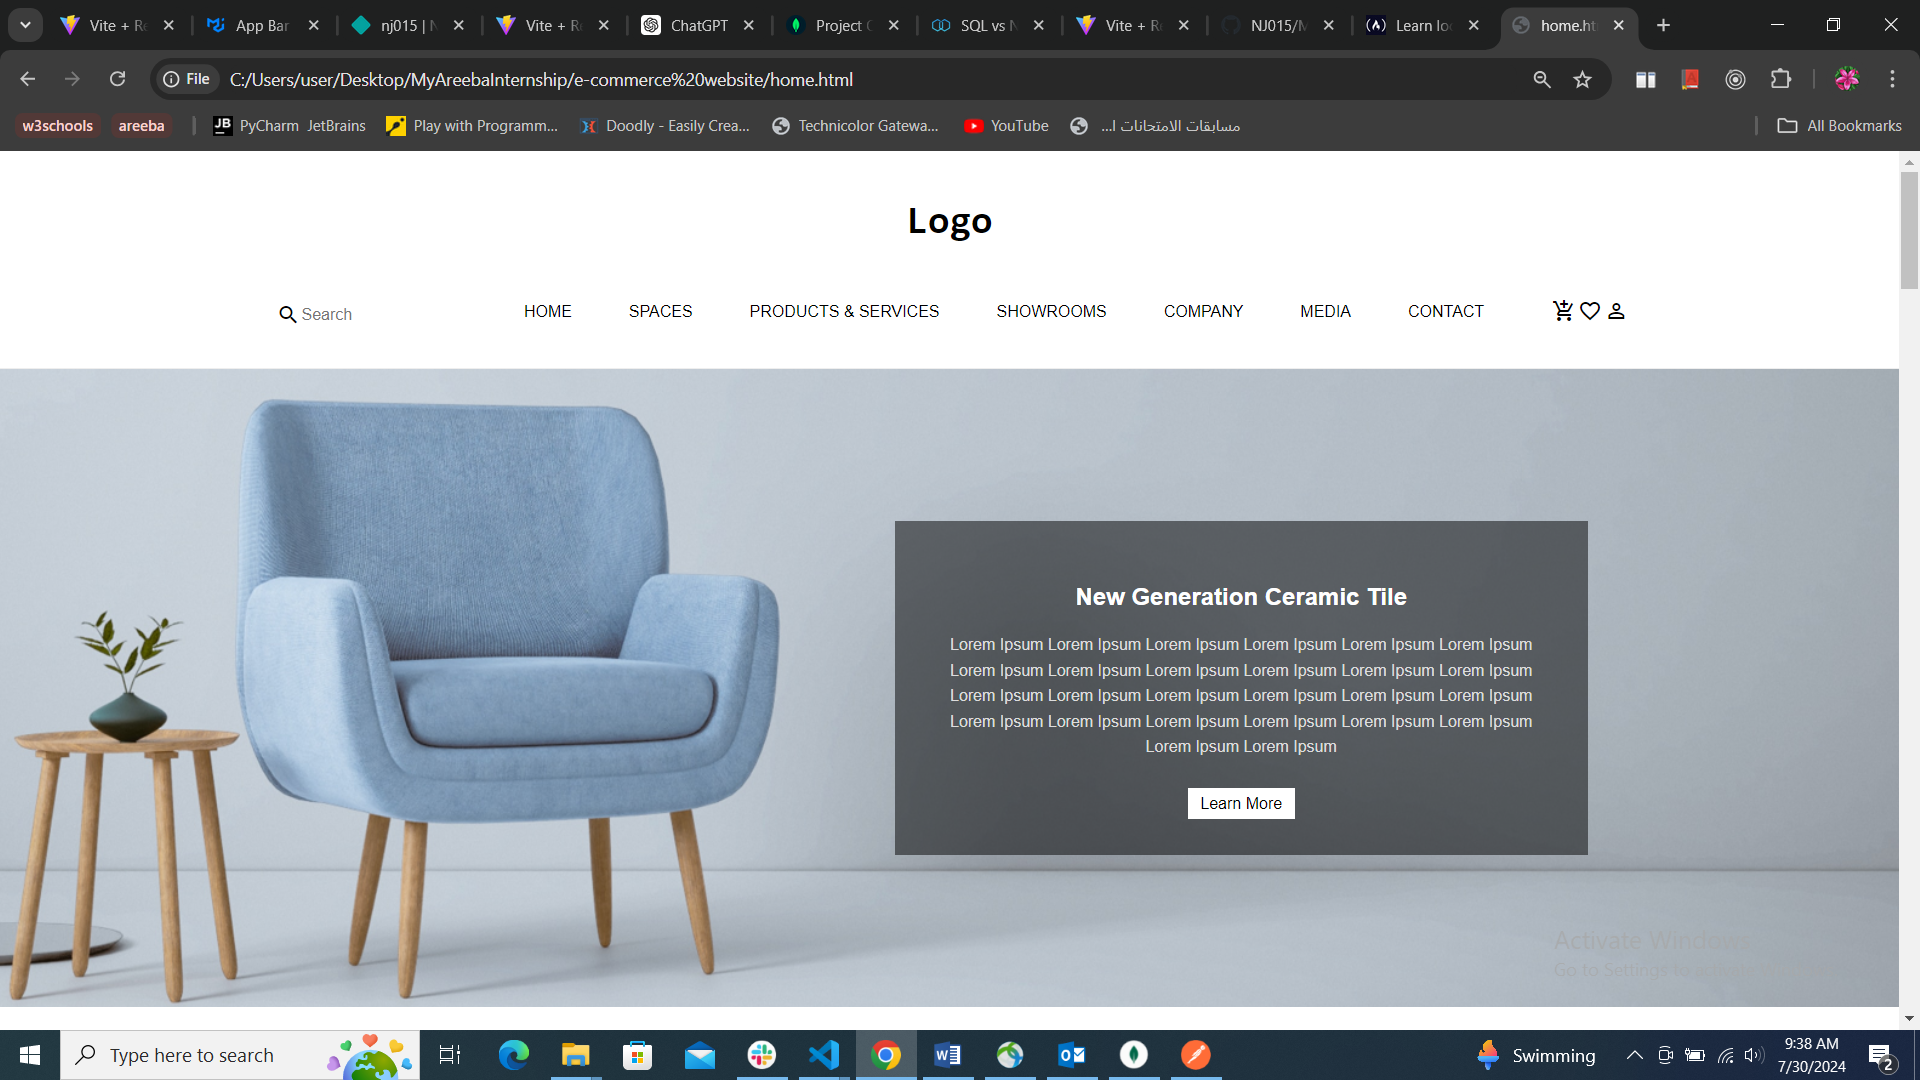 Vite + Re
App Bar
nj015 | N
Vite + Re
ChatGPT
Project C
SQL vs N
Vite + Re
NJ015/M
Learn loc
home.ht
File
C:/Users/user/Desktop/MyAreebaInternship/e-commerce%20website/home.html
w3schools
areeba
PyCharm JetBrains
Play with Programm...
Doodly - Easily Crea...
Technicolor Gatewa...
YouTube
مسابقات الامتحانات ا...
All Bookmarks
Logo
Search
HOME
SPACES
PRODUCTS & SERVICES
SHOWROOMS
COMPANY
MEDIA
CONTACT
New Generation Ceramic Tile
Lorem Ipsum Lorem Ipsum Lorem Ipsum Lorem Ipsum Lorem Ipsum Lorem Ipsum
Lorem Ipsum Lorem Ipsum Lorem Ipsum Lorem Ipsum Lorem Ipsum Lorem Ipsum
Lorem Ipsum Lorem Ipsum Lorem Ipsum Lorem Ipsum Lorem Ipsum Lorem Ipsum
Lorem Ipsum Lorem Ipsum Lorem Ipsum Lorem Ipsum Lorem Ipsum Lorem Ipsum
Lorem Ipsum Lorem Ipsum
Learn More
Activate Windows
Go to Settings to
Type here to search
Swimming
9:38 AM
7/30/2024
2